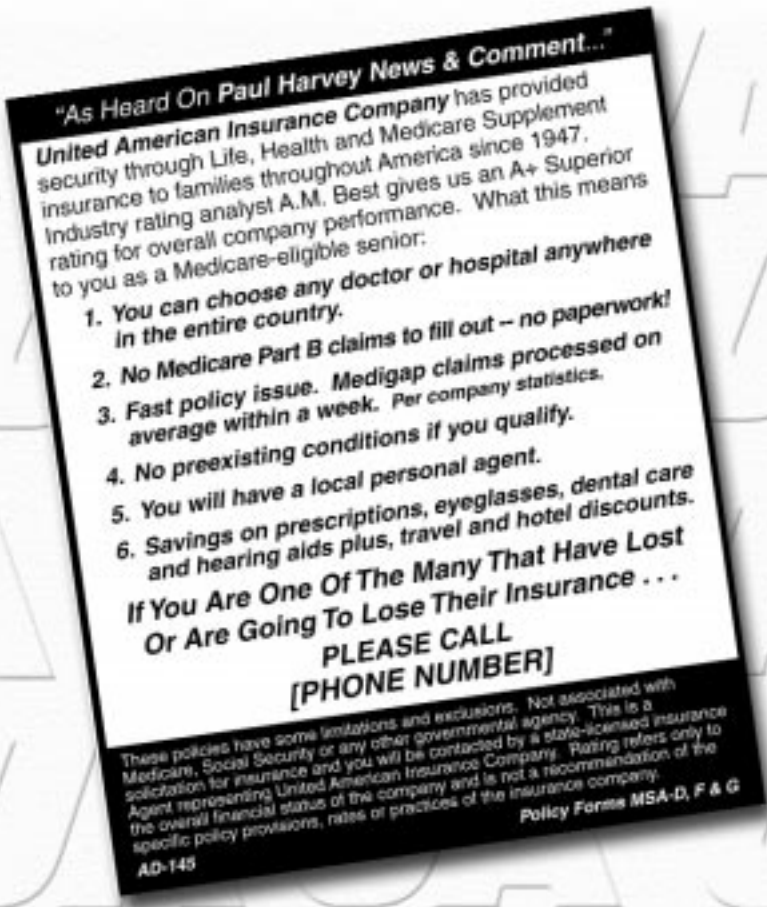 "As Heard On Paul Harvey News & Comment..."
United American Insurance Company has provided
security through Life, Health and Medicare Supplement
insurance to families throughout America since 1947.
Industry rating analyst A.M. Best gives us an A+ Superior
rating for overall company performance. What this means
to you as a Medicare-eligible senior:
1. You can choose any doctor or hospital anywhere
in the entire country.
2. No Medicare Part B claims to fill out – no paperwork!
3. Fast policy issue. Medigap claims processed on
average within a week. Per company statistics.
4. No preexisting conditions if you qualify.
5. You will have a local personal agent.
6. Savings on prescriptions, eyeglasses, dental care
and hearing aids plus, travel and hotel discounts.
If You Are One Of The Many That Have Lost
Or Are Going To Lose Their Insurance . . .
PLEASE CALL
[PHONE NUMBER]
These policies have some limitations and exclusions. Not associated with
Medicare, Social Security or any other governmental agency. This is a
solicitation for insurance and you will be contacted by a state-licensed insurance
Agent representing United American Insurance Company. Rating refers only to
the overall financial status of the company and is not a recommendation of the
specific policy provisions, rates or practices of the insurance company.
AD-145
Policy Forms MSA-D, F & G